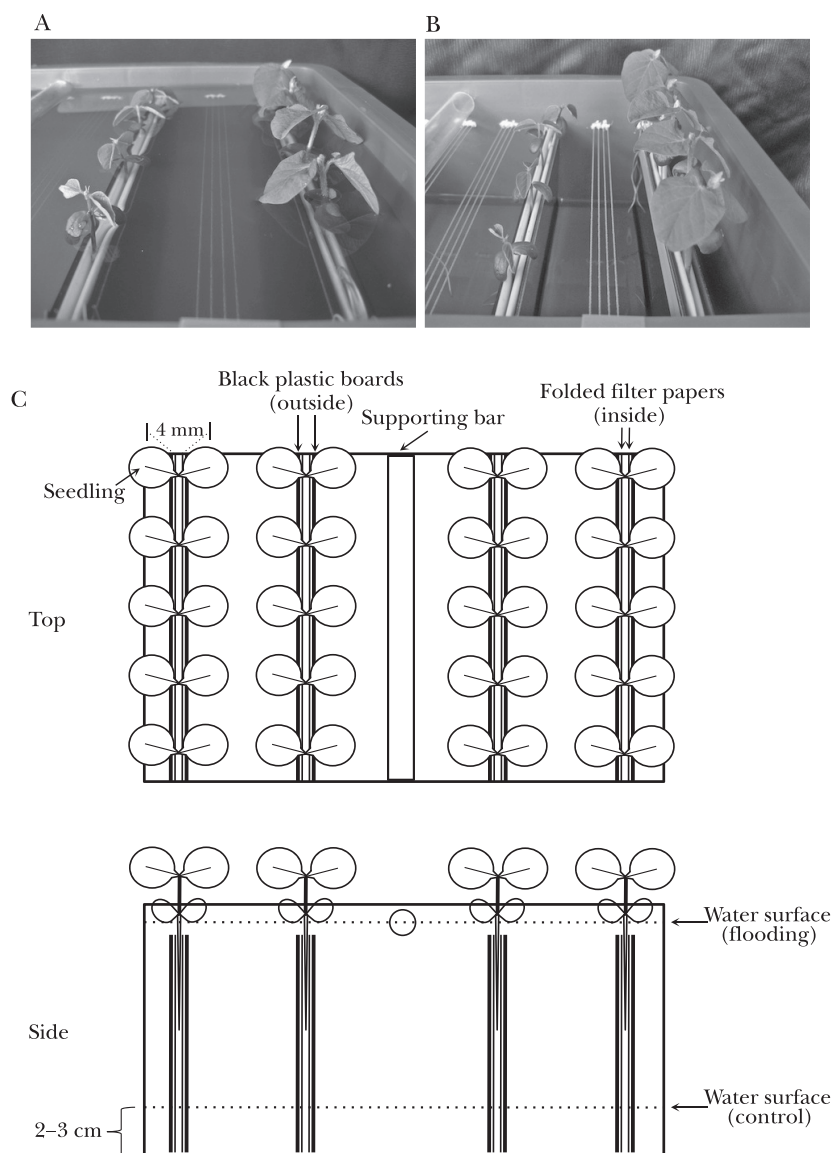 A
B
C
Black plastic boards
(outside)
Supporting bar
Folded filter papers
(inside)
4 mm
Seedling
Top
Water surface
(flooding)
Side
Water surface
(control)
2–3 cm